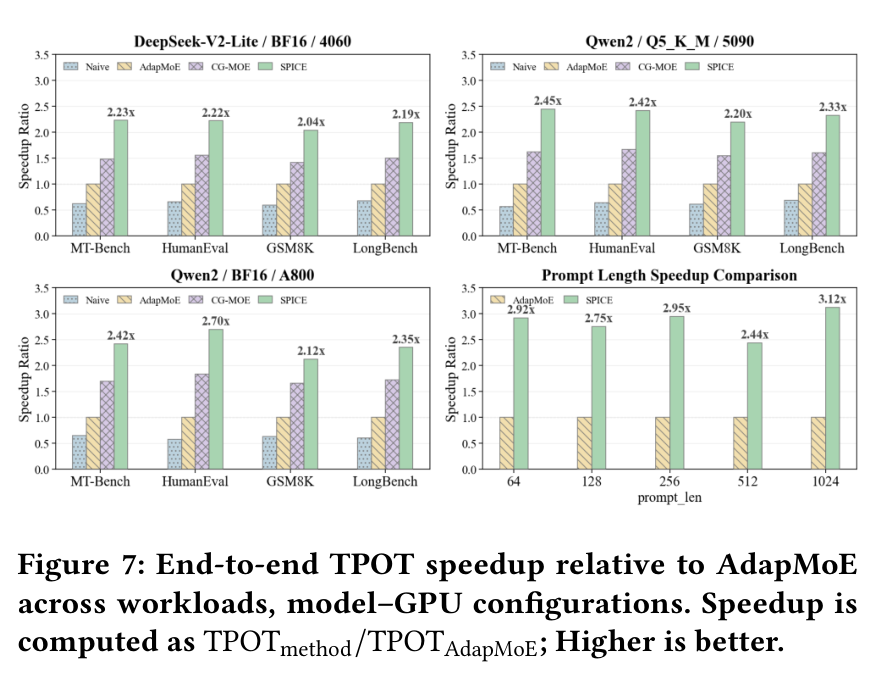 DeepSeek-V2-Lite / BF16 / 4060
3.5
3.0
2.5
2.0
1.5
1.0
0.5
0.0
Speedup Ratio
Naive AdapMoE CG-MOE SPICE
2.23x 2.22x 2.04x 2.19x
MT-Bench HumanEval GSM8K LongBench
Qwen2 / Q5_K_M / 5090
3.5
3.0
2.5
2.0
1.5
1.0
0.5
0.0
Speedup Ratio
Naive AdapMoE CG-MOE SPICE
2.45x 2.42x 2.20x 2.33x
MT-Bench HumanEval GSM8K LongBench
Qwen2 / BF16 / A800
3.5
3.0
2.5
2.0
1.5
1.0
0.5
0.0
Speedup Ratio
Naive AdapMoE CG-MOE SPICE
2.42x 2.70x 2.12x 2.35x
MT-Bench HumanEval GSM8K LongBench
Prompt Length Speedup Comparison
3.5
3.0
2.5
2.0
1.5
1.0
0.5
0.0
Speedup Ratio
AdapMoE SPICE
2.92x 2.75x 2.95x 2.44x 3.12x
64 128 256 512 1024
prompt_len
Figure 7: End-to-end TPOT speedup relative to AdapMoE
across workloads, model–GPU configurations. Speedup is
computed as TPOTmethod/TPOTAdapMoE; Higher is better.